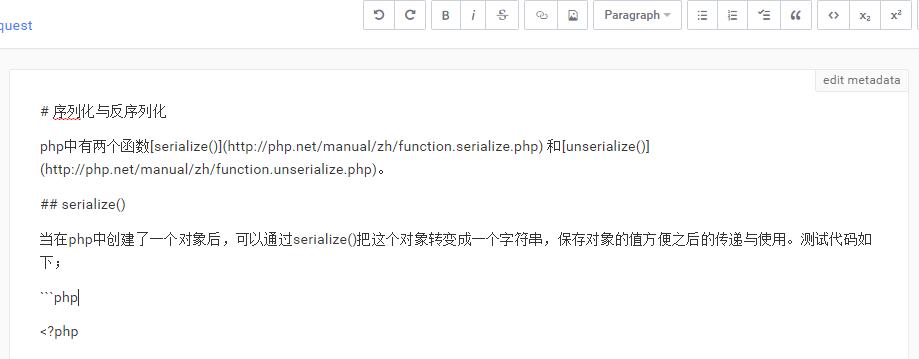 quest
B i S Paragraph <> x₂ x²
edit metadata
# 序列化与反序列化
php中有两个函数[serialize()](http://php.net/manual/zh/function.serialize.php) 和[unserialize()]
(http://php.net/manual/zh/function.unserialize.php)。
## serialize()
当在php中创建了一个对象后，可以通过serialize()把这个对象转变成一个字符串，保存对象的值方便之后的传递与使用。测试代码如
下；
```php
<?php